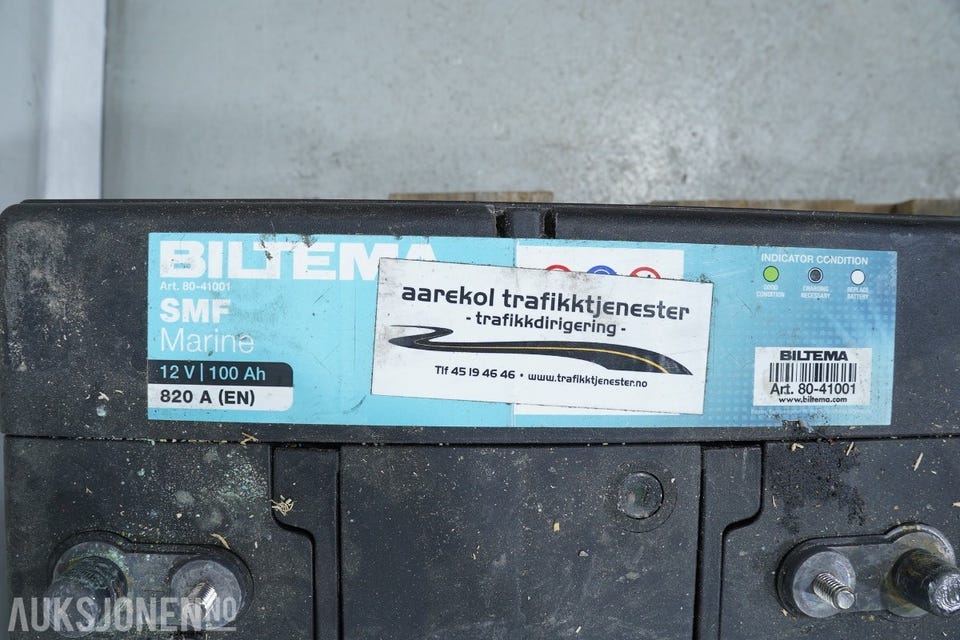 BILTEMA
Art. 80-41001
SMF
Marine
12 V | 100 Ah
820 A (EN)
aarekol trafikktjenester
- trafikkdirigering -
Tlf 45 19 46 46 • www.trafikktjenester.no
INDICATOR CONDITION
GOOD CONDITION
CHARGING NECESSARY
REPLACE BATTERY
BILTEMA
Art. 80-41001
www.biltema.com
AUKSJONEN.NO